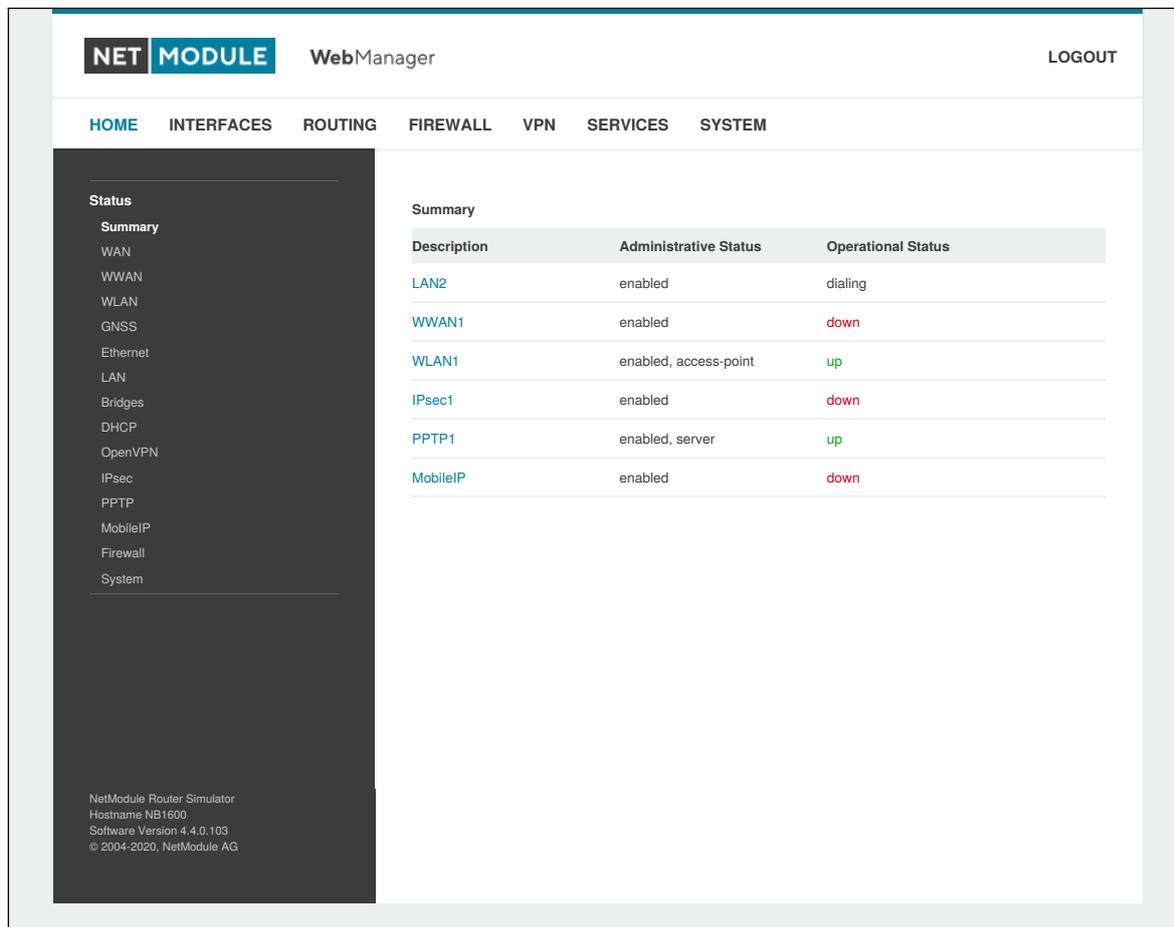 NET MODULE WebManager LOGOUT
HOME INTERFACES ROUTING FIREWALL VPN SERVICES SYSTEM
Status
Summary
WAN
WWAN
WLAN
GNSS
Ethernet
LAN
Bridges
DHCP
OpenVPN
IPsec
PPTP
MobileIP
Firewall
System
NetModule Router Simulator
Hostname NB1600
Software Version 4.4.0.103
© 2004-2020, NetModule AG
Summary
Description Administrative Status Operational Status
LAN2 enabled dialing
WWAN1 enabled down
WLAN1 enabled, access-point up
IPsec1 enabled down
PPTP1 enabled, server up
MobileIP enabled down